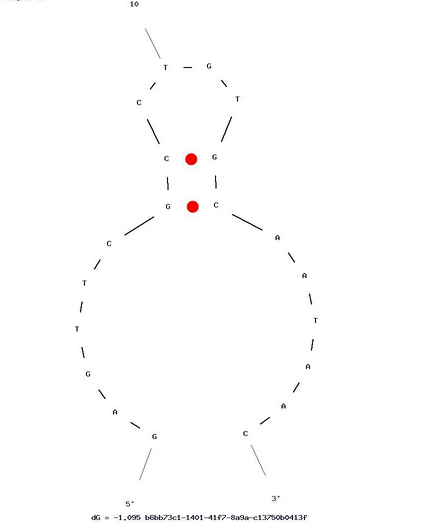 10
T G
C T
C G
G C
C A
T A
T T
G A
A A
G C
5' 3'
dG = -1.095 b6bb73c1-1401-41f7-8a9a-c13750b0413f